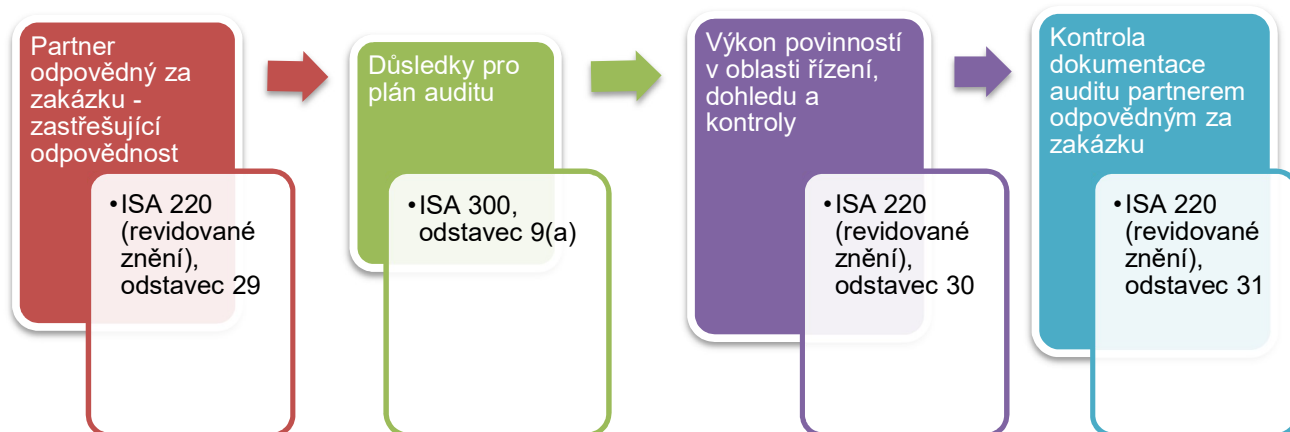 Partner
odpovědný za
zakázku -
zastřešující
odpovědnost
•ISA 220
(revidované
znění),
odstavec 29
Důsledky pro
plán auditu
•ISA 300,
odstavec 9(a)
Výkon povinností
v oblasti řízení,
dohledu a
kontroly
•ISA 220
(revidované
znění),
odstavec 30
Kontrola
dokumentace
auditu partnerem
odpovědným za
zakázku
•ISA 220
(revidované
znění),
odstavec 31